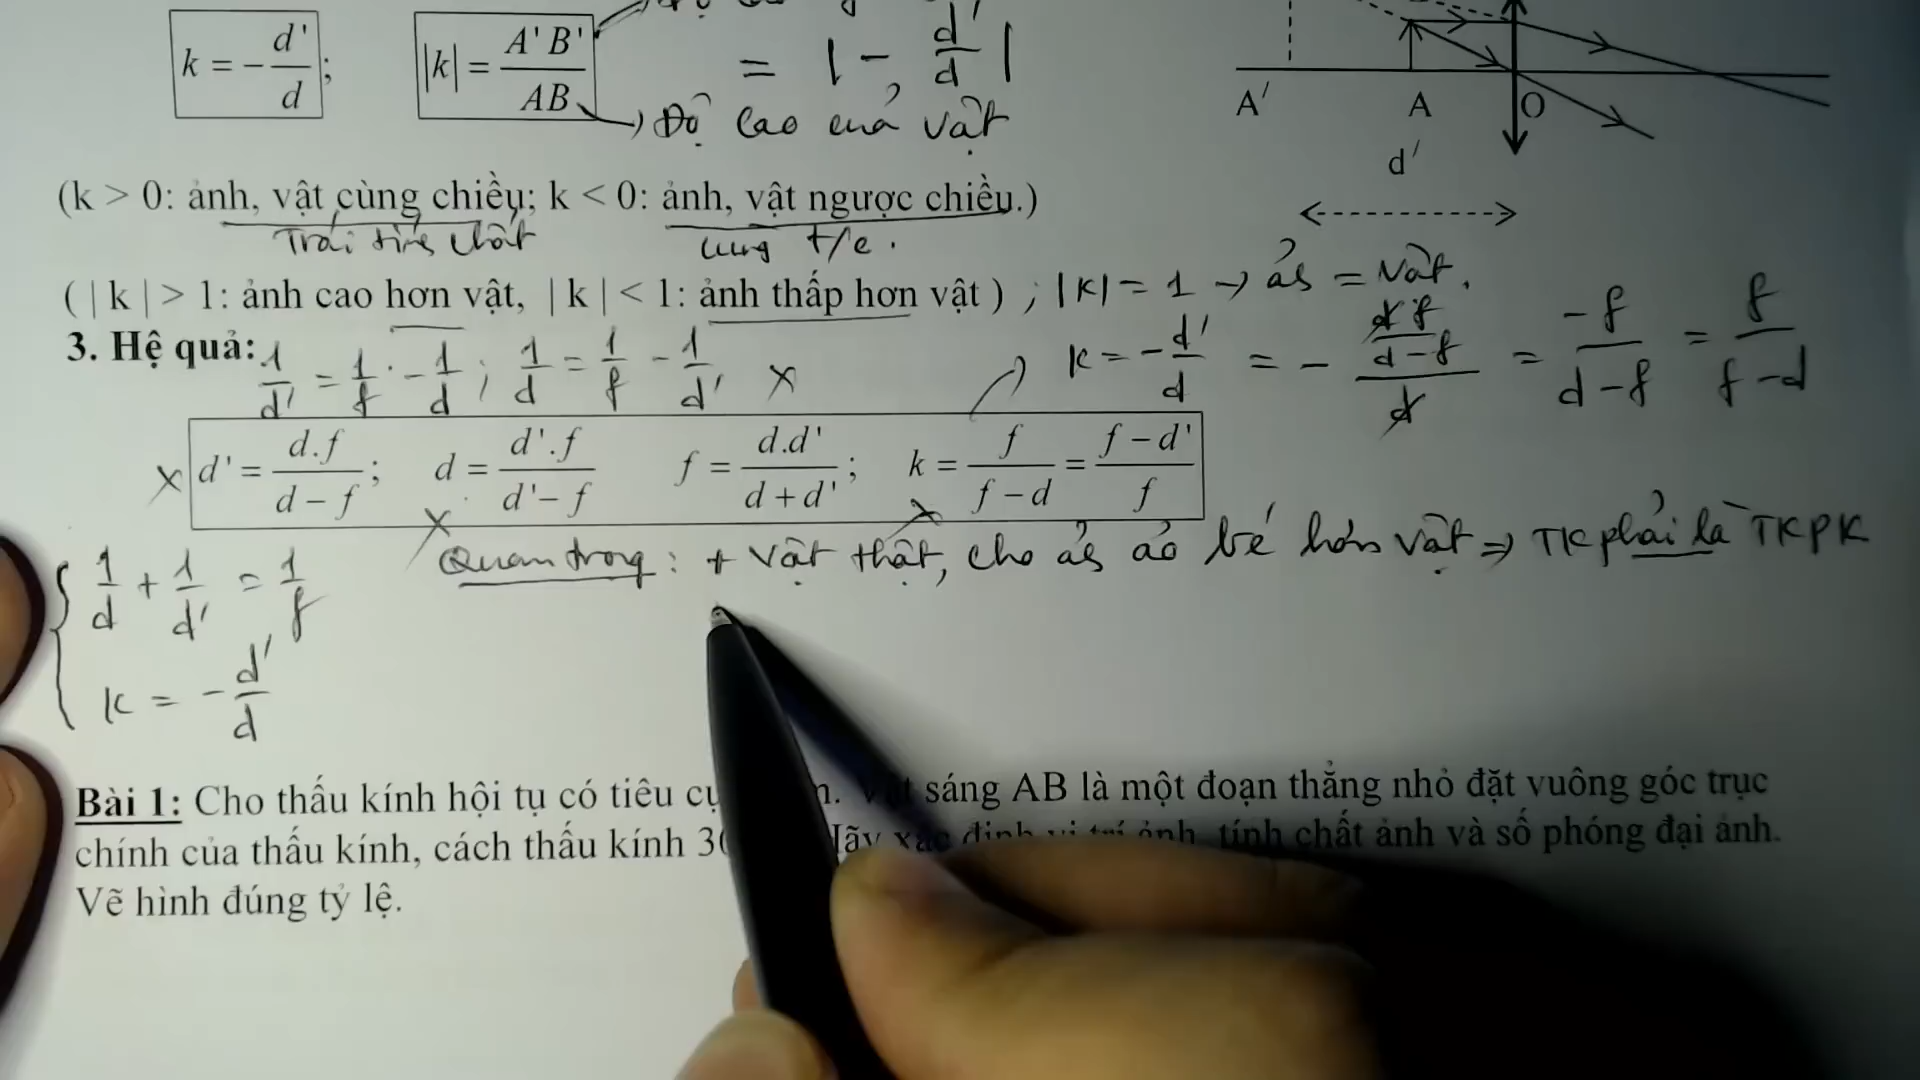 k = - d'/d ; |k| = A'B'/AB = |- d'/d|
→ Độ cao của vật
A' A O
d'
(k > 0: ảnh, vật cùng chiều; k < 0: ảnh, vật ngược chiều.)
Trái tính chất cùng t/c.
( | k | > 1: ảnh cao hơn vật, | k | < 1: ảnh thấp hơn vật ) ; |k| = 1 → ảnh = vật.
3. Hệ quả: 1/d' = 1/f - 1/d ; 1/d = 1/f - 1/d' x k = - d'/d = - (df/(d-f))/d = -f/(d-f) = f/(f-d)
x d' = d.f/(d - f) ; d = d'.f/(d' - f) f = d.d'/(d + d') ; k = f/(f - d) = (f - d')/f
x x
Quan trọng: + Vật thật, cho ảnh ảo bé hơn vật => TK phải là TKPK
1/d + 1/d' = 1/f
k = - d'/d
Bài 1: Cho thấu kính hội tụ có tiêu cự sáng AB là một đoạn thẳng nhỏ đặt vuông góc trục
chính của thấu kính, cách thấu kính xác định vị trí ảnh, tính chất ảnh và số phóng đại ảnh.
Vẽ hình đúng tỷ lệ.